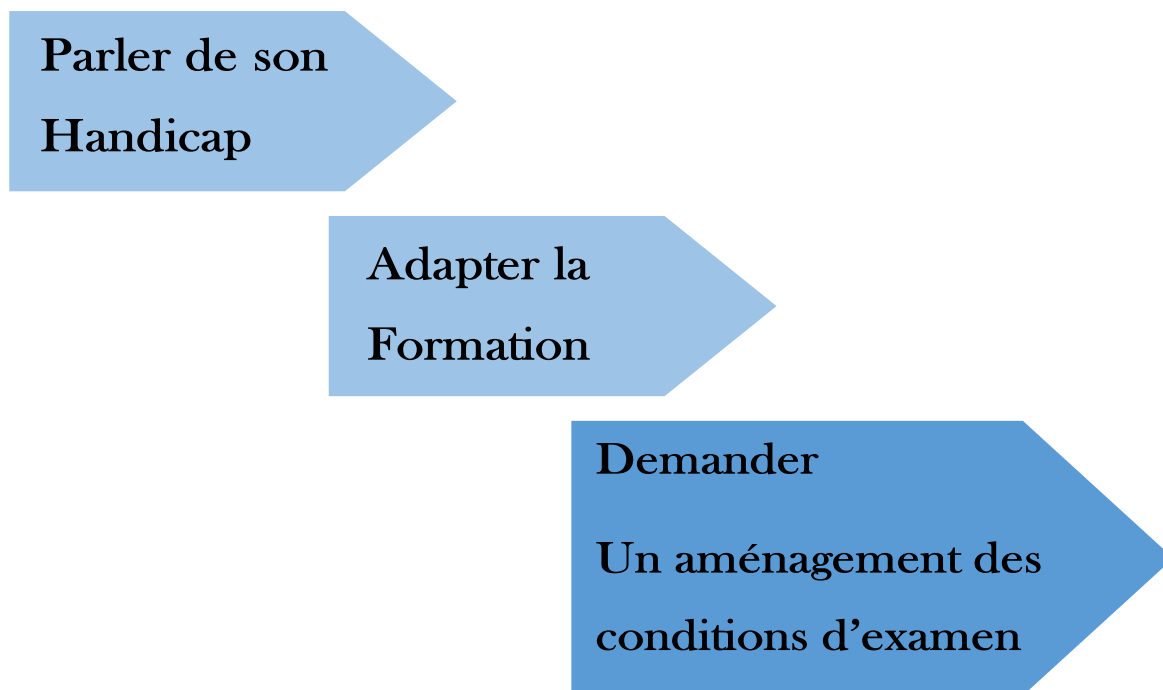 Parler de son
Handicap
Adapter la
Formation
Demander
Un aménagement des
conditions d’examen